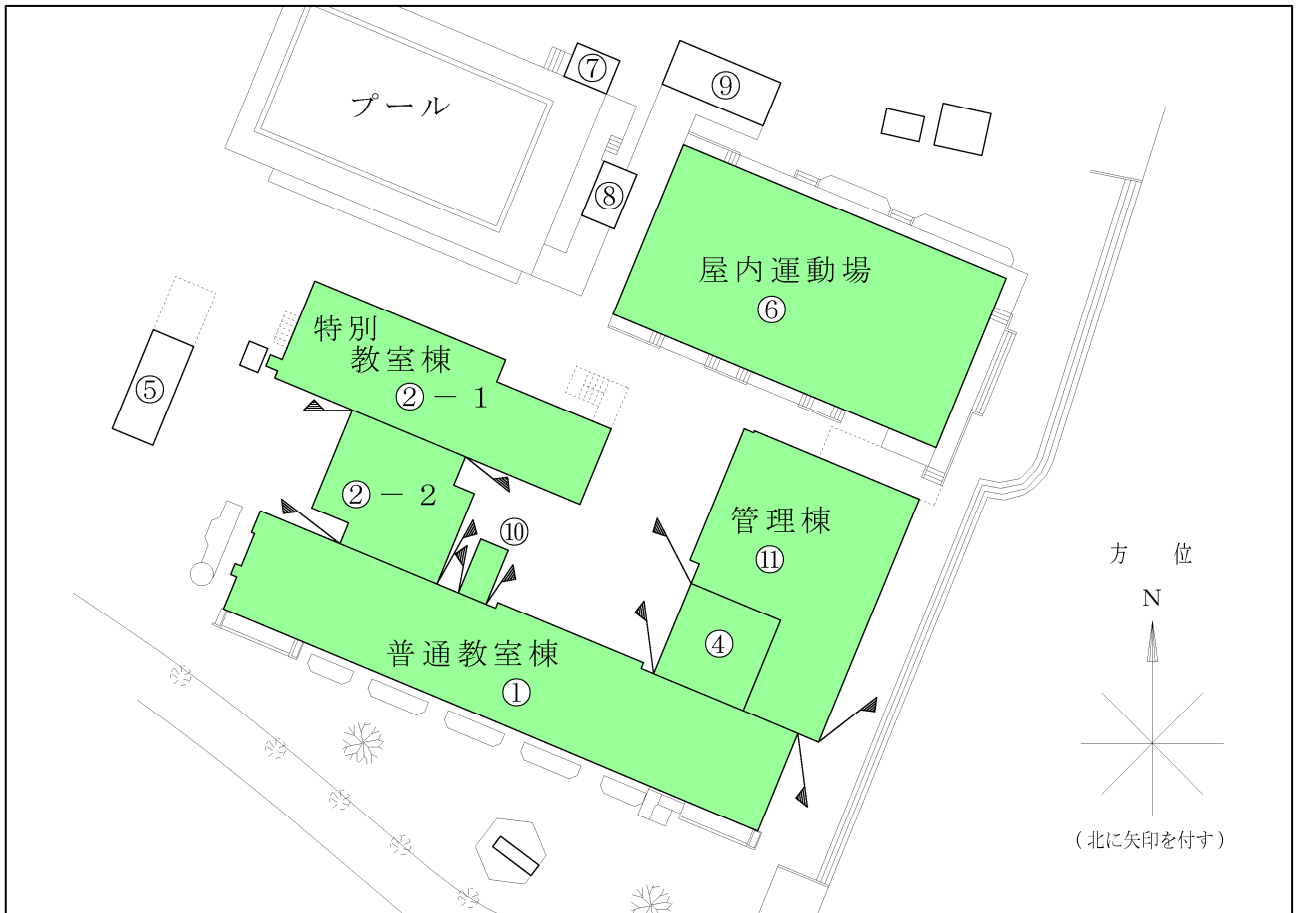 ⑦
⑨
プール
⑧
屋内運動場
⑥
特別
教室棟
②－１
⑤
②－２
⑩
管理棟
⑪
④
普通教室棟
①
方位
N
(北に矢印を付す)